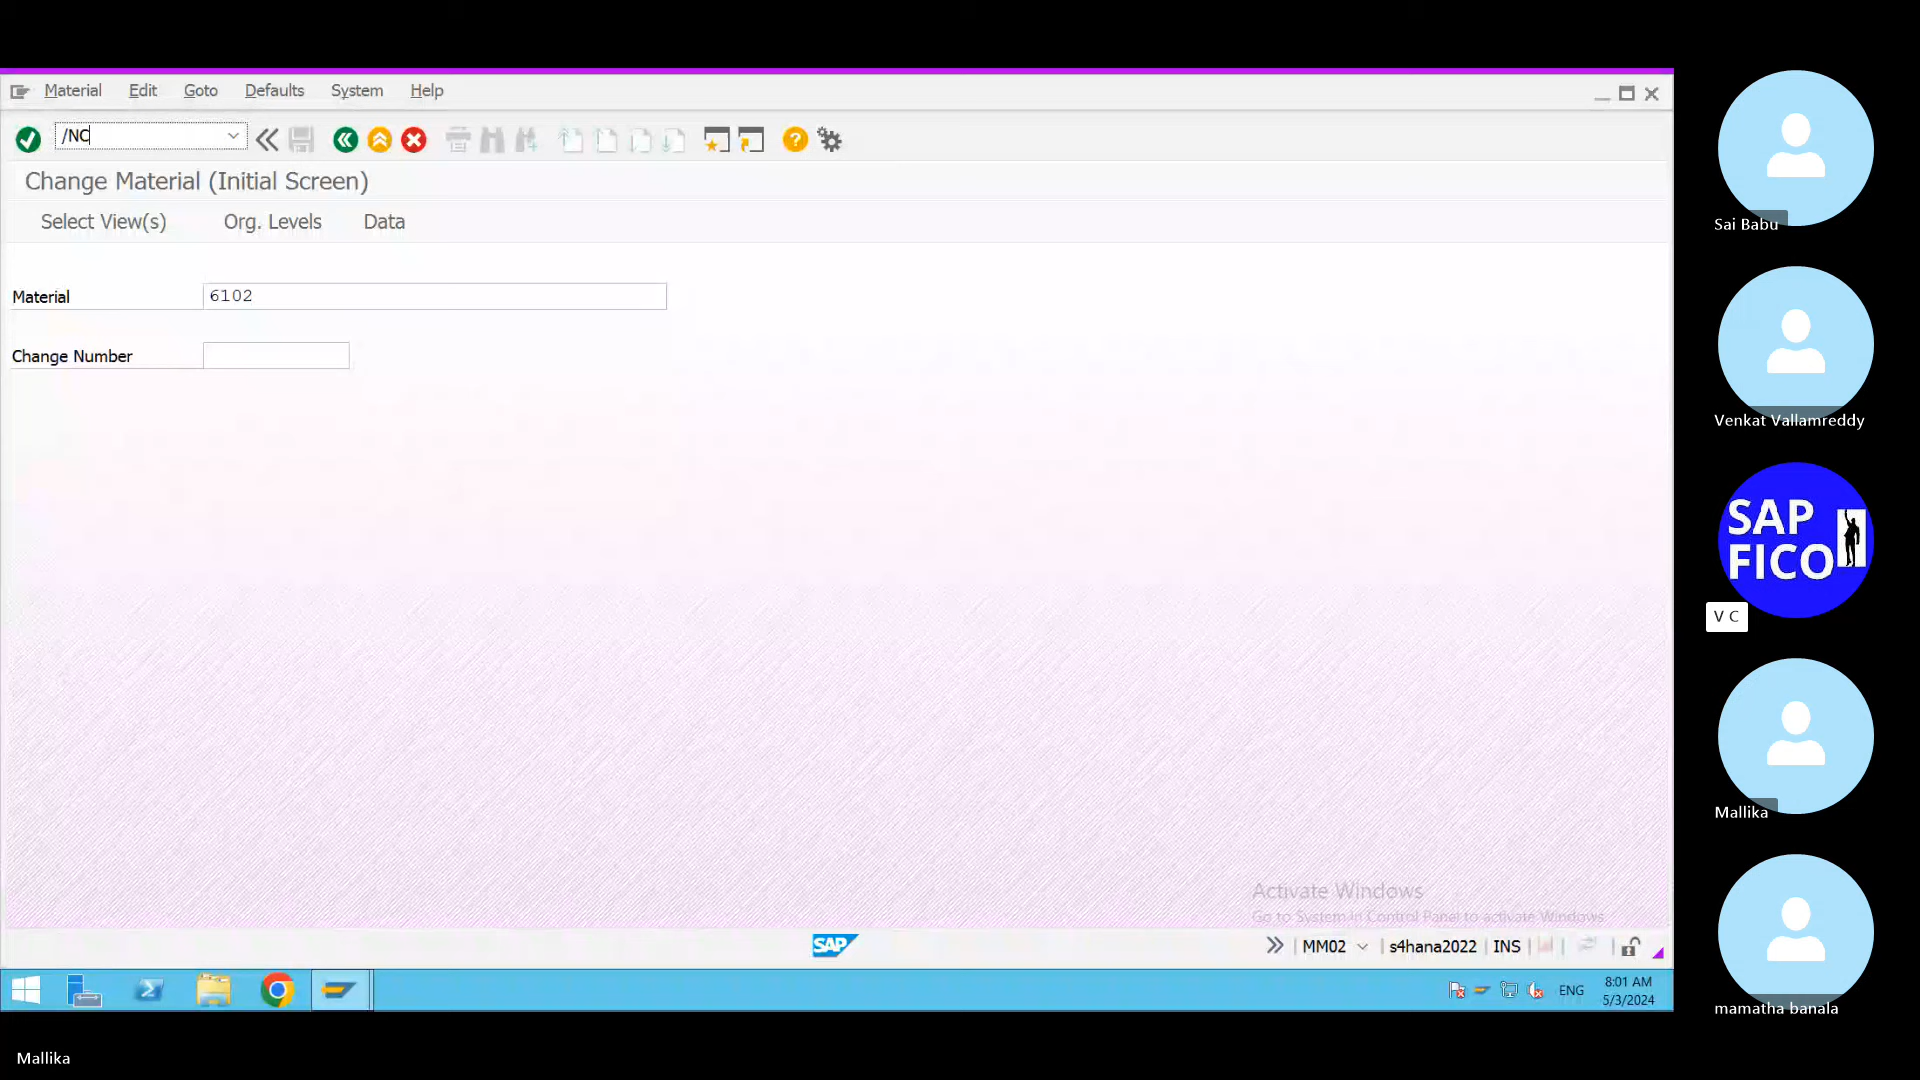 Material Edit Goto Defaults System Help
/NC
Change Material (Initial Screen)
Select View(s) Org. Levels Data
Material 6102
Change Number
Activate Windows
Go to System in Control Panel to activate Windows.
SAP MM02 s4hana2022 INS
ENG 8:01 AM
5/3/2024
Mallika
Sai Babu
Venkat Vallamreddy
SAP
FICO
V C
Mallika
mamatha banala